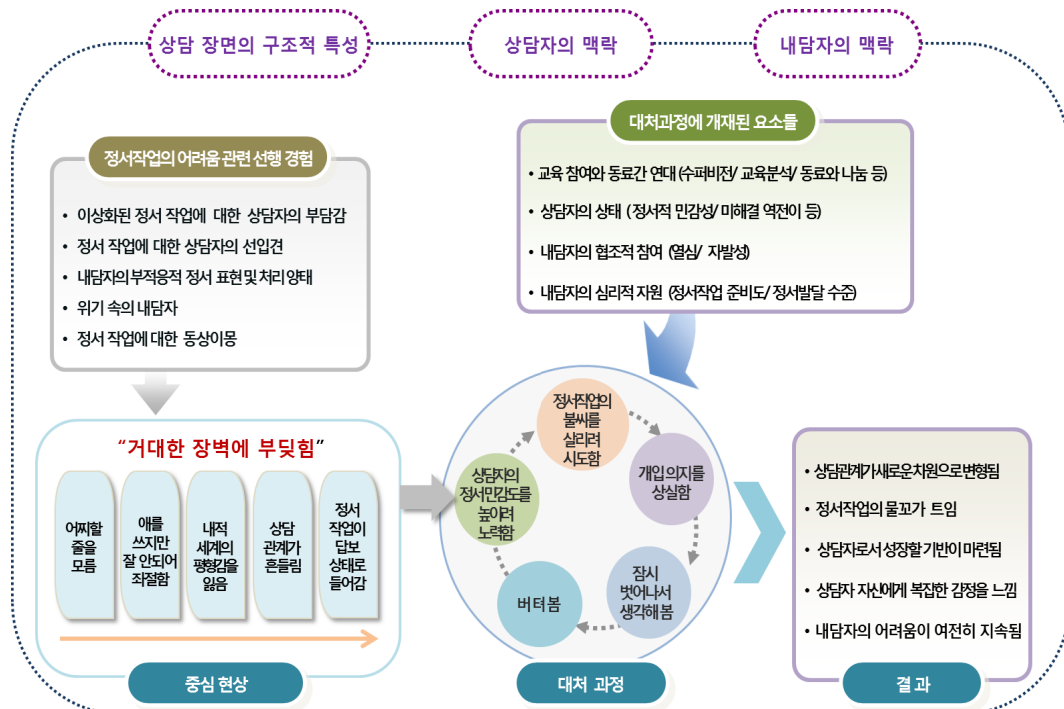 상담 장면의 구조적 특성
상담자의 맥락
내담자의 맥락
정서작업의 어려움 관련 선행 경험
• 이상화된 정서 작업에 대한 상담자의 부담감
• 정서 작업에 대한 상담자의 선입견
• 내담자의 부적응적 정서 표현 및 처리 양태
• 위기 속의 내담자
• 정서 작업에 대한 동상이몽
대처과정에 개재된 요소들
• 교육 참여와 동료간 연대 (수퍼비전/ 교육분석/ 동료와 나눔 등)
• 상담자의 상태 ( 정서적 민감성/ 미해결 역전이 등)
• 내담자의 협조적 참여 (열심/ 자발성)
• 내담자의 심리적 자원 (정서작업 준비도/ 정서발달 수준)
“거대한 장벽에 부딪힘”
어찌할
줄을
모름
애를
쓰지만
잘 안되어
좌절함
내적
세계의
평형감을
잃음
상담
관계가
흔들림
정서
작업이
답보
상태로
들어감
중심 현상
정서작업의
불씨를
살리려
시도함
개입 의지를
상실함
잠시
벗어나서
생각해 봄
버텨봄
상담자의
정서민감도를
높이려
노력함
대처 과정
• 상담관계가 새로운 차원으로 변형됨
• 정서작업의 물꼬가 트임
• 상담자로서 성장할 기반이 마련됨
• 상담자 자신에게 복잡한 감정을 느낌
• 내담자의 어려움이 여전히 지속됨
결 과